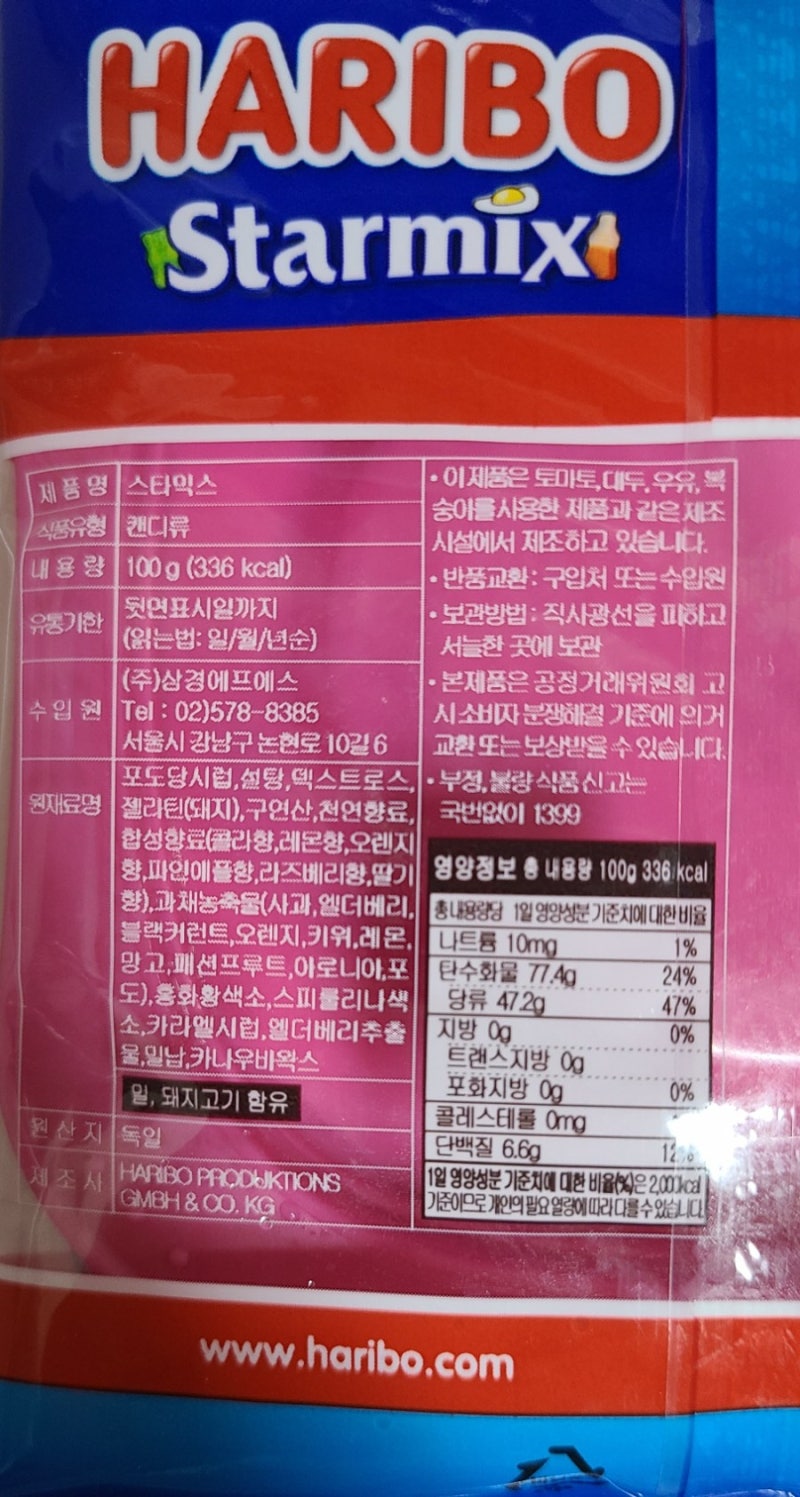 HARIBO
Starmix
제품명 스타믹스
식품유형 캔디류
내용량 100 g (336 kcal)
유통기한 뒷면표시일까지
(읽는법: 일/월/년순)
수입원 (주)삼경에프에스
Tel : 02)578-8385
서울시 강남구 논현로 10길 6
원재료명 포도당시럽,설탕,덱스트로스,
젤라틴(돼지),구연산,천연향료,
합성향료(콜라향,레몬향,오렌지
향,파인애플향,라즈베리향,딸기
향),과채농축물(사과,엘더베리,
블랙커런트,오렌지,키위,레몬,
망고,패션프루트,아로니아,포
도),홍화황색소,스피룰리나색
소,카라멜시럽,엘더베리추출
물,밀납,카나우바왁스
밀, 돼지고기 함유
원산지 독일
제조사 HARIBO PRODUKTIONS
GMBH & CO. KG
• 이 제품은 토마토,대두,우유,복
숭아를 사용한 제품과 같은 제조
시설에서 제조하고 있습니다.
• 반품교환 : 구입처 또는 수입원
• 보관방법 : 직사광선을 피하고
서늘한 곳에 보관
• 본제품은 공정거래위원회 고
시 소비자 분쟁해결 기준에 의거
교환 또는 보상받을 수 있습니다.
• 부정,불량 식품 신고는
국번없이 1399
영양정보 총 내용량 100g 336 kcal
총내용량당 1일 영양성분 기준치에 대한 비율
나트륨 10mg 1%
탄수화물 77.4g 24%
당류 47.2g 47%
지방 0g 0%
트랜스지방 0g
포화지방 0g 0%
콜레스테롤 0mg
단백질 6.6g
1일 영양성분 기준치에 대한 비율(%)은 2,000kcal
기준이므로 개인의 필요 열량에 따라 다를 수 있습니다.
www.haribo.com